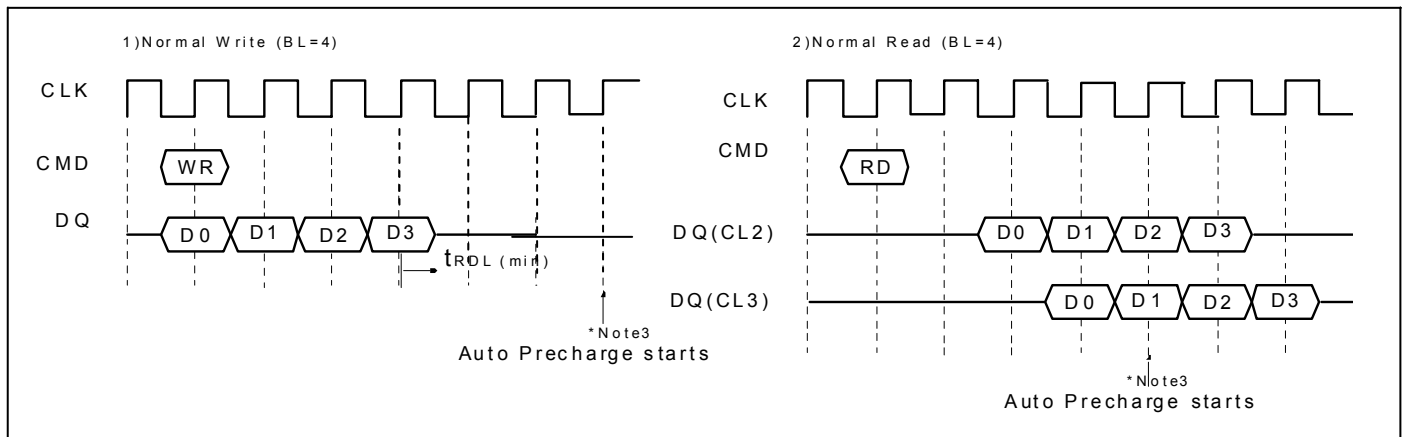 1)Normal Write (BL=4)
CLK
CMD
WR
DQ
D0 D1 D2 D3
tRDL (min)
*Note3
Auto Precharge starts
2)Normal Read (BL=4)
CLK
CMD
RD
DQ(CL2)
D0 D1 D2 D3
DQ(CL3)
D0 D1 D2 D3
*Note3
Auto Precharge starts